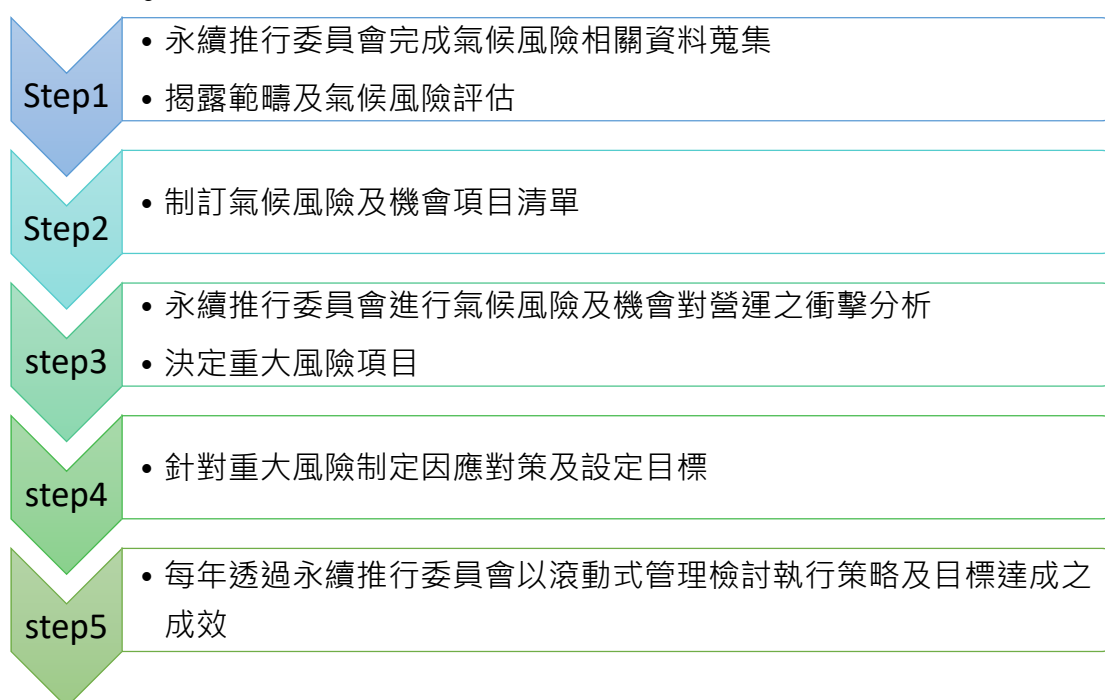 Step1
• 永續推行委員會完成氣候風險相關資料蒐集
• 揭露範疇及氣候風險評估
Step2
• 制訂氣候風險及機會項目清單
step3
• 永續推行委員會進行氣候風險及機會對營運之衝擊分析
• 決定重大風險項目
step4
• 針對重大風險制定因應對策及設定目標
step5
• 每年透過永續推行委員會以滾動式管理檢討執行策略及目標達成之
成效